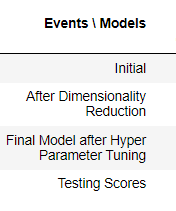 Events \ Models
Initial
After Dimensionality
Reduction
Final Model after Hyper
Parameter Tuning
Testing Scores